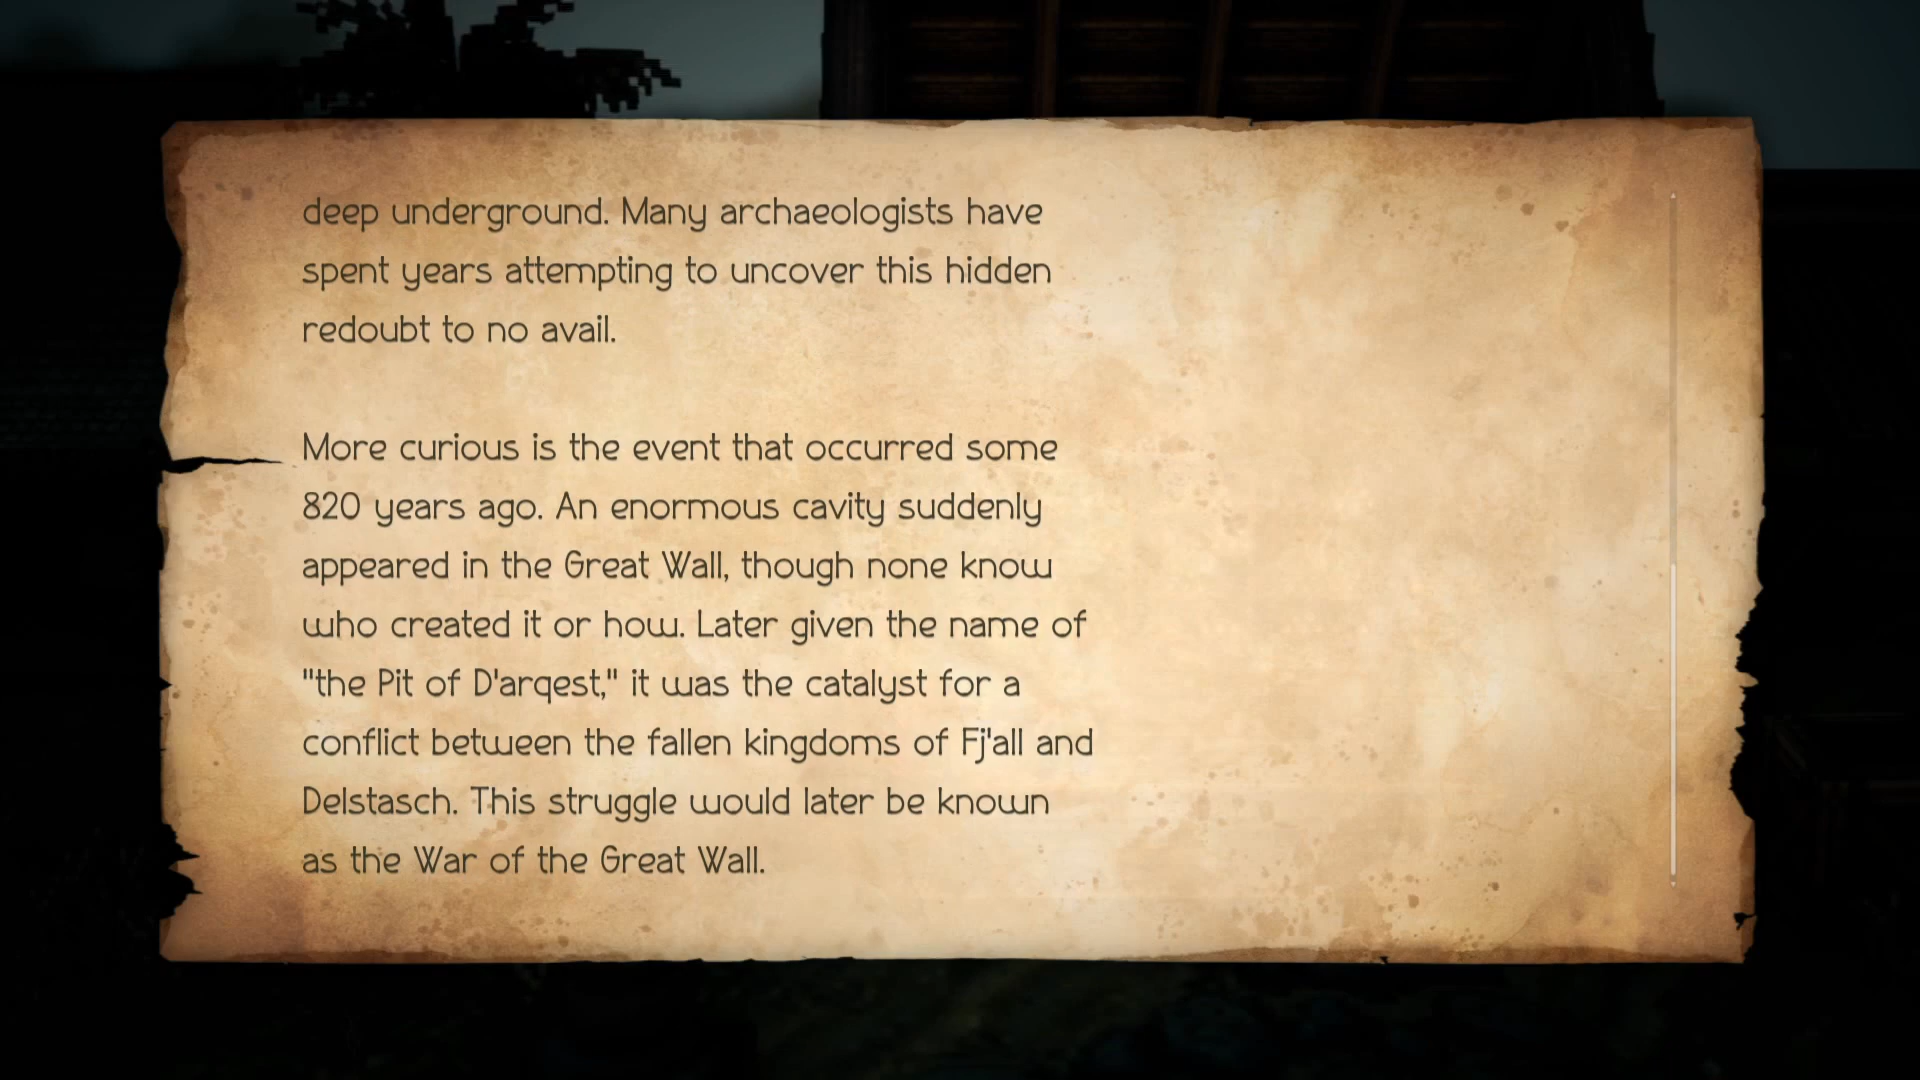 deep underground. Many archaeologists have
spent years attempting to uncover this hidden
redoubt to no avail.
More curious is the event that occurred some
820 years ago. An enormous cavity suddenly
appeared in the Great Wall, though none know
who created it or how. Later given the name of
"the Pit of D'arqest," it was the catalyst for a
conflict between the fallen kingdoms of Fj'all and
Delstasch. This struggle would later be known
as the War of the Great Wall.